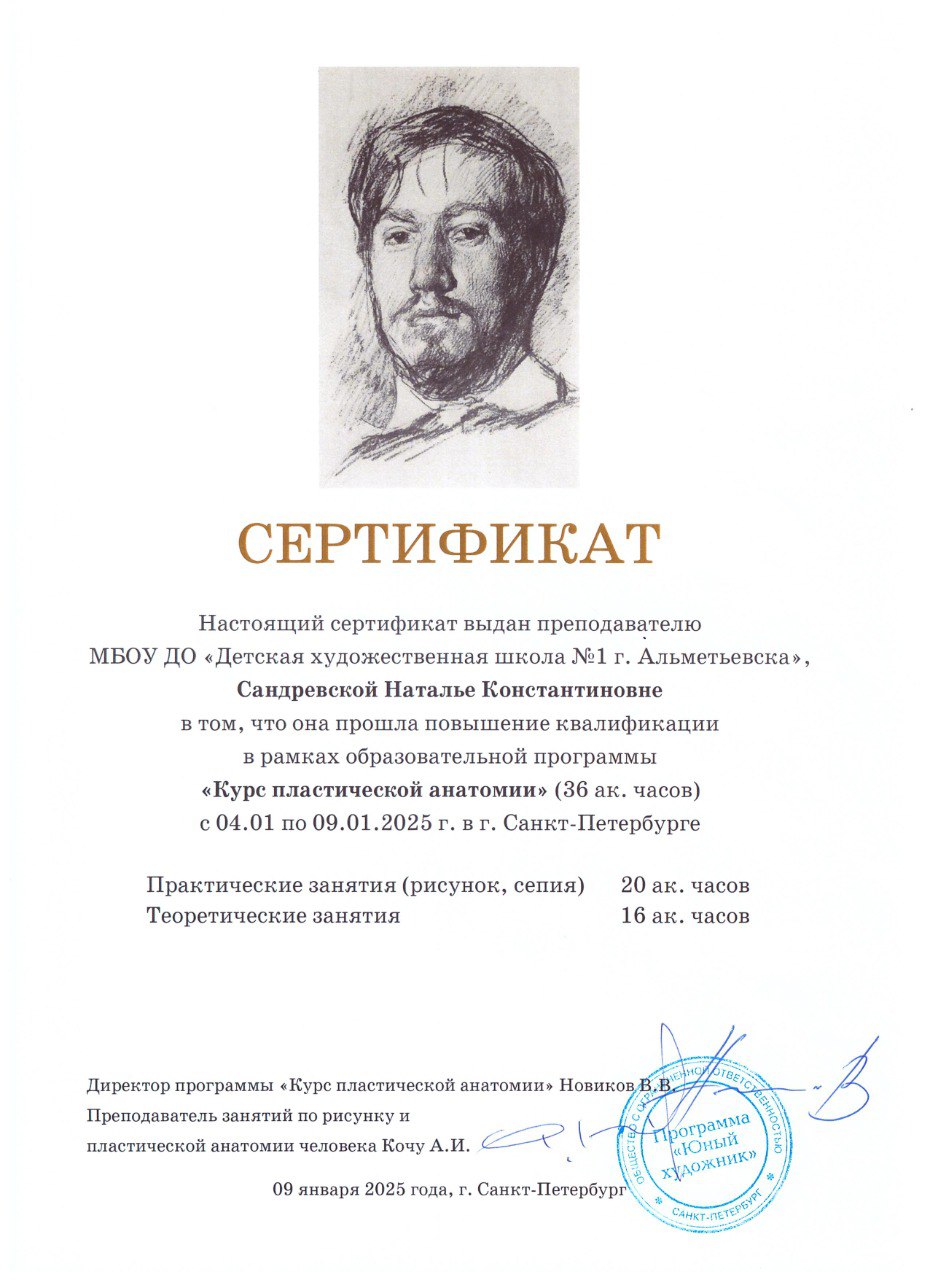 СЕРТИФИКАТ
Настоящий сертификат выдан преподавателю
МБОУ ДО «Детская художественная школа №1 г. Альметьевска»,
Сандревской Наталье Константиновне
в том, что она прошла повышение квалификации
в рамках образовательной программы
«Курс пластической анатомии» (36 ак. часов)
с 04.01 по 09.01.2025 г. в г. Санкт-Петербурге
Практические занятия (рисунок, сепия) 20 ак. часов
Теоретические занятия 16 ак. часов
Директор программы «Курс пластической анатомии» Новиков В.В.
Преподаватель занятий по рисунку и
пластической анатомии человека Кочу А.И.
09 января 2025 года, г. Санкт-Петербург
ОБЩЕСТВО С ОГРАНИЧЕННОЙ ОТВЕТСТВЕННОСТЬЮ
Программа
«Юный
художник»
* САНКТ-ПЕТЕРБУРГ *